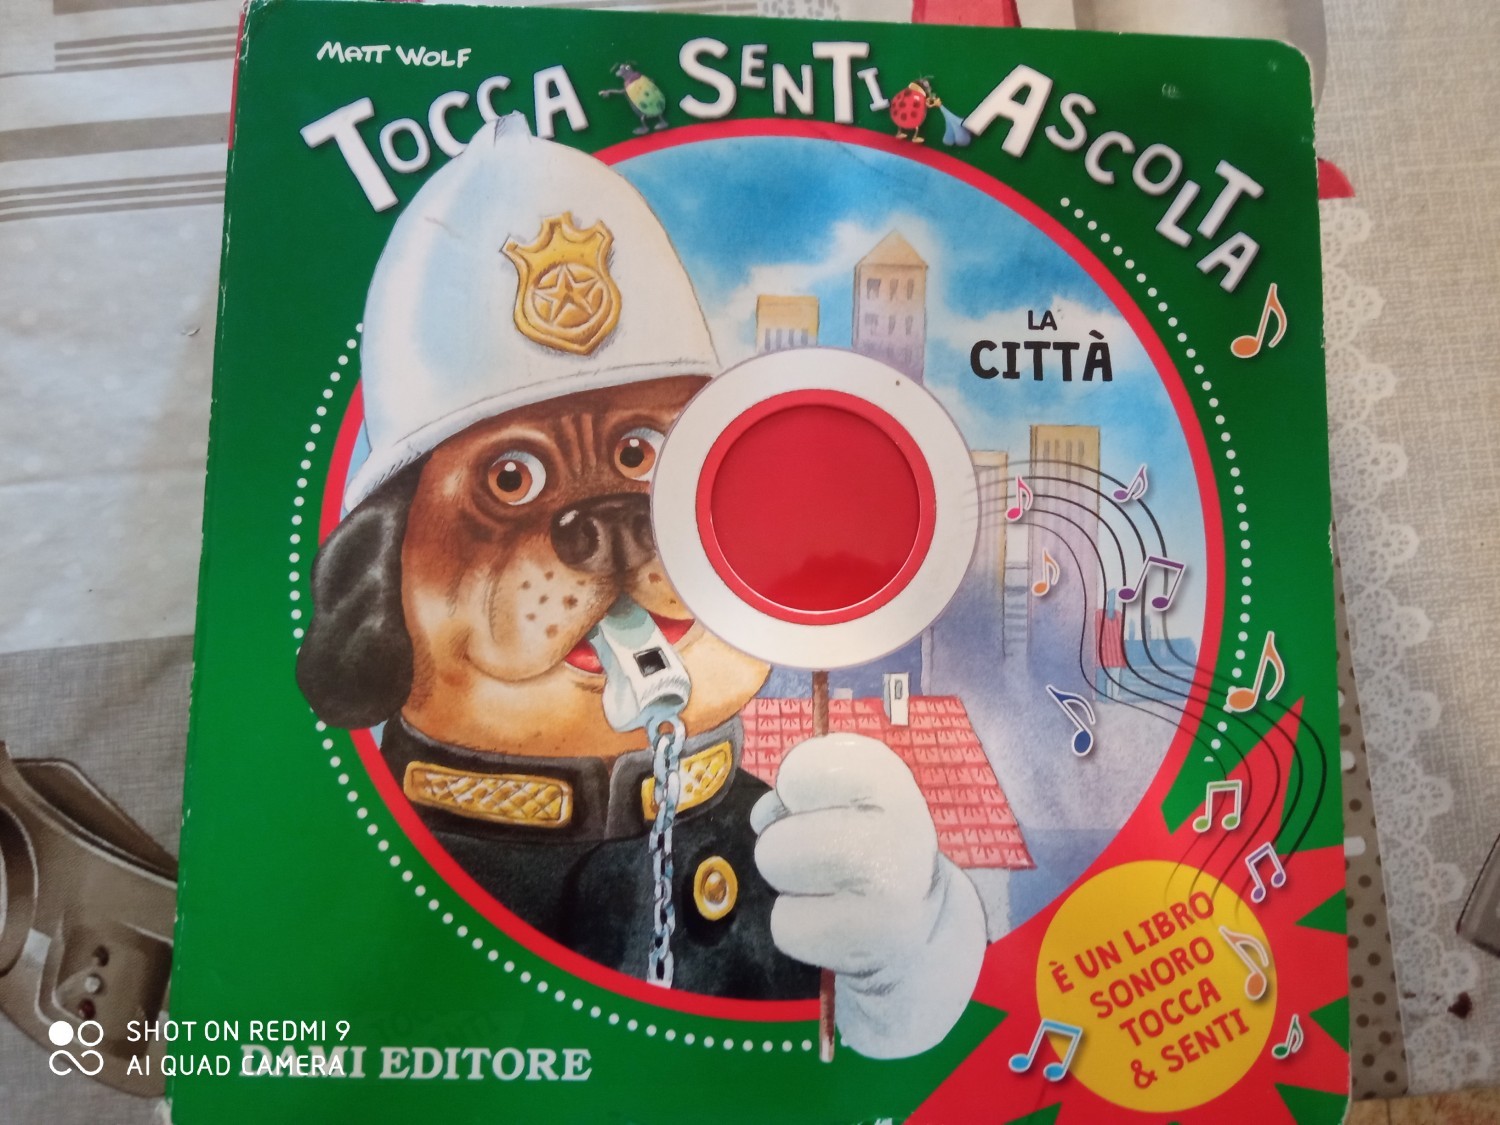 MATT WOLF
TOCCA SENTI ASCOLTA
LA
CITTÀ
È UN LIBRO
SONORO
TOCCA
& SENTI
DAMI EDITORE
SHOT ON REDMI 9
AI QUAD CAMERA